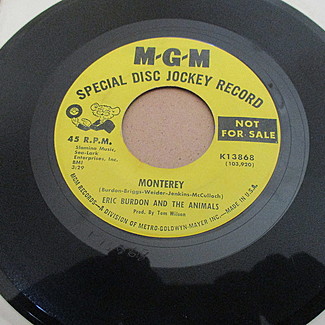 M-G-M
SPECIAL DISC JOCKEY RECORD
NOT
FOR SALE
45 R.P.M.
Slamina Music,
Sea-Lark
Enterprises, Inc.
BMI
3:29
K13868
(103,920)
MONTEREY
(Burdon-Briggs-Weider-Jenkins-McCulloch)
ERIC BURDON AND THE ANIMALS
Prod. By Tom Wilson
MGM RECORDS—A DIVISION OF METRO-GOLDWYN-MAYER INC.—MADE IN U.S.A.